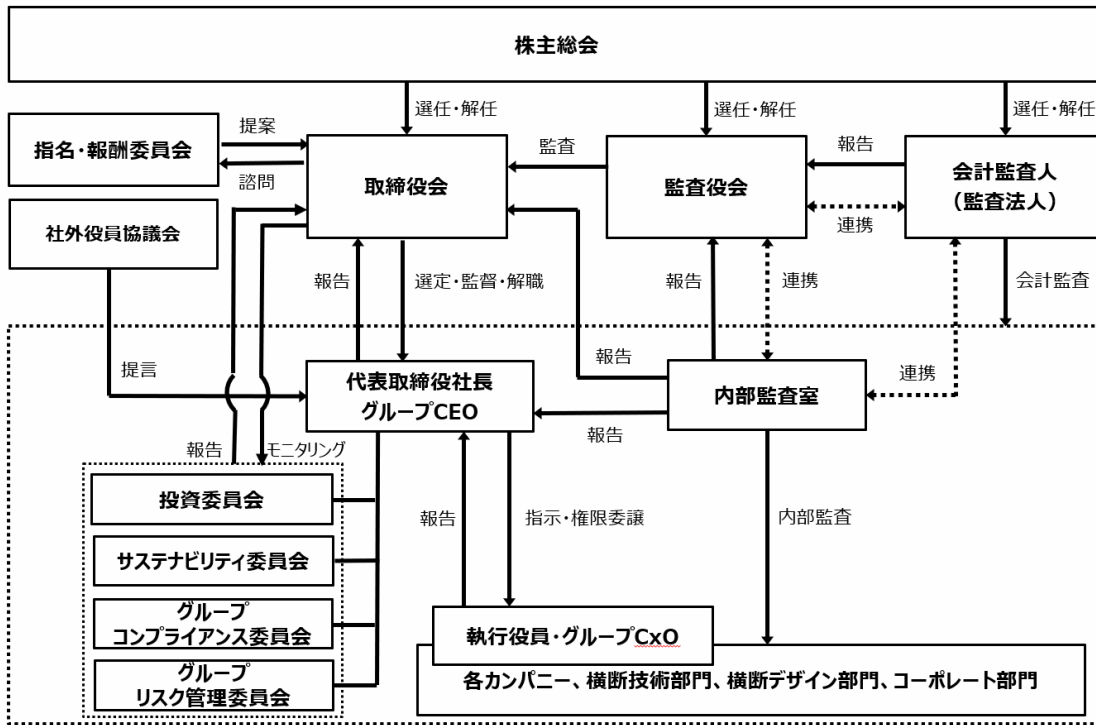 株主総会
選任・解任
選任・解任
選任・解任
指名・報酬委員会
提案
諮問
取締役会
監査
監査役会
報告
連携
会計監査人
（監査法人）
社外役員協議会
報告
選定・監督・解職
報告
連携
会計監査
提言
代表取締役社長
グループCEO
報告
報告
内部監査室
連携
報告
モニタリング
投資委員会
サステナビリティ委員会
グループ
コンプライアンス委員会
グループ
リスク管理委員会
報告
指示・権限委譲
内部監査
執行役員・グループCxO
各カンパニー、横断技術部門、横断デザイン部門、コーポレート部門